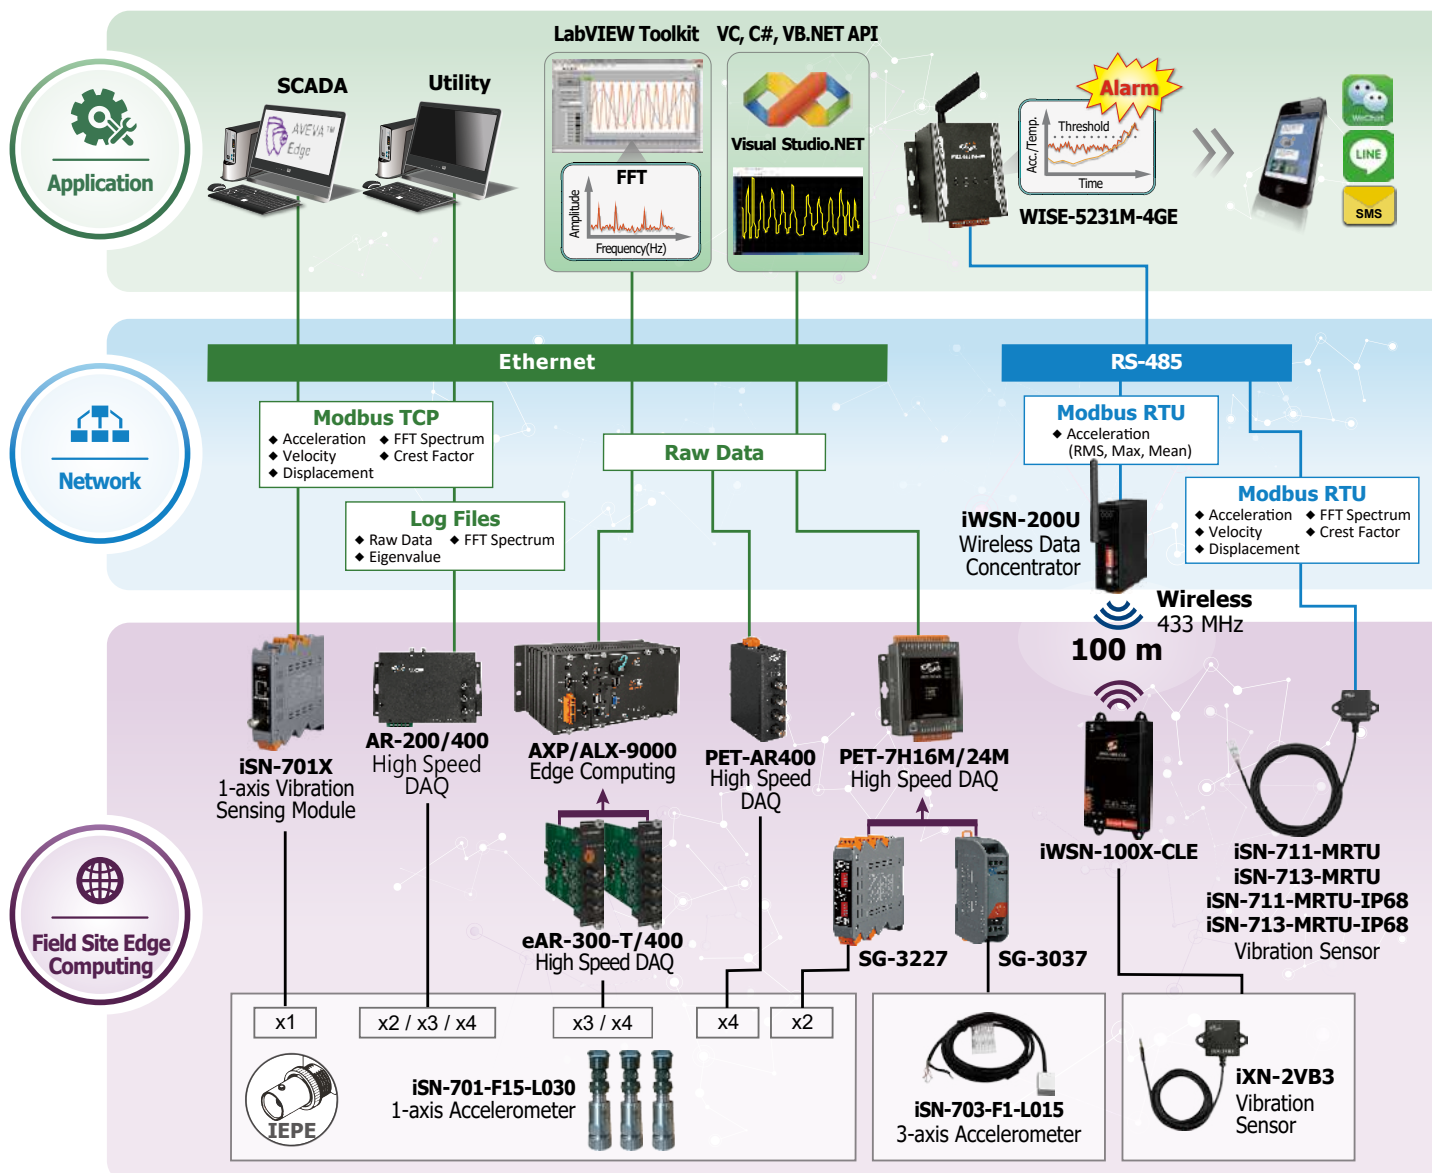 LabVIEW Toolkit
VC, C#, VB.NET API
SCADA
Utility
AVEVA™
Edge
Visual Studio.NET
FFT
Amplitude
Frequency(Hz)
Alarm
Threshold
Acc./Temp.
Time
WISE-5231M-4GE
WeChat
LINE
SMS
Application
Ethernet
RS-485
Modbus TCP
◆ Acceleration ◆ FFT Spectrum
◆ Velocity ◆ Crest Factor
◆ Displacement
Log Files
◆ Raw Data ◆ FFT Spectrum
◆ Eigenvalue
Raw Data
Modbus RTU
◆ Acceleration
(RMS, Max, Mean)
Modbus RTU
◆ Acceleration ◆ FFT Spectrum
◆ Velocity ◆ Crest Factor
◆ Displacement
Network
iWSN-200U
Wireless Data
Concentrator
Wireless
433 MHz
100 m
iSN-701X
1-axis Vibration
Sensing Module
AR-200/400
High Speed
DAQ
AXP/ALX-9000
Edge Computing
PET-AR400
High Speed
DAQ
PET-7H16M/24M
High Speed DAQ
eAR-300-T/400
High Speed DAQ
SG-3227
SG-3037
iWSN-100X-CLE
iSN-711-MRTU
iSN-713-MRTU
iSN-711-MRTU-IP68
iSN-713-MRTU-IP68
Vibration Sensor
Field Site Edge
Computing
x1
x2 / x3 / x4
x3 / x4
x4
x2
IEPE
iSN-701-F15-L030
1-axis Accelerometer
iSN-703-F1-L015
3-axis Accelerometer
iXN-2VB3
Vibration
Sensor